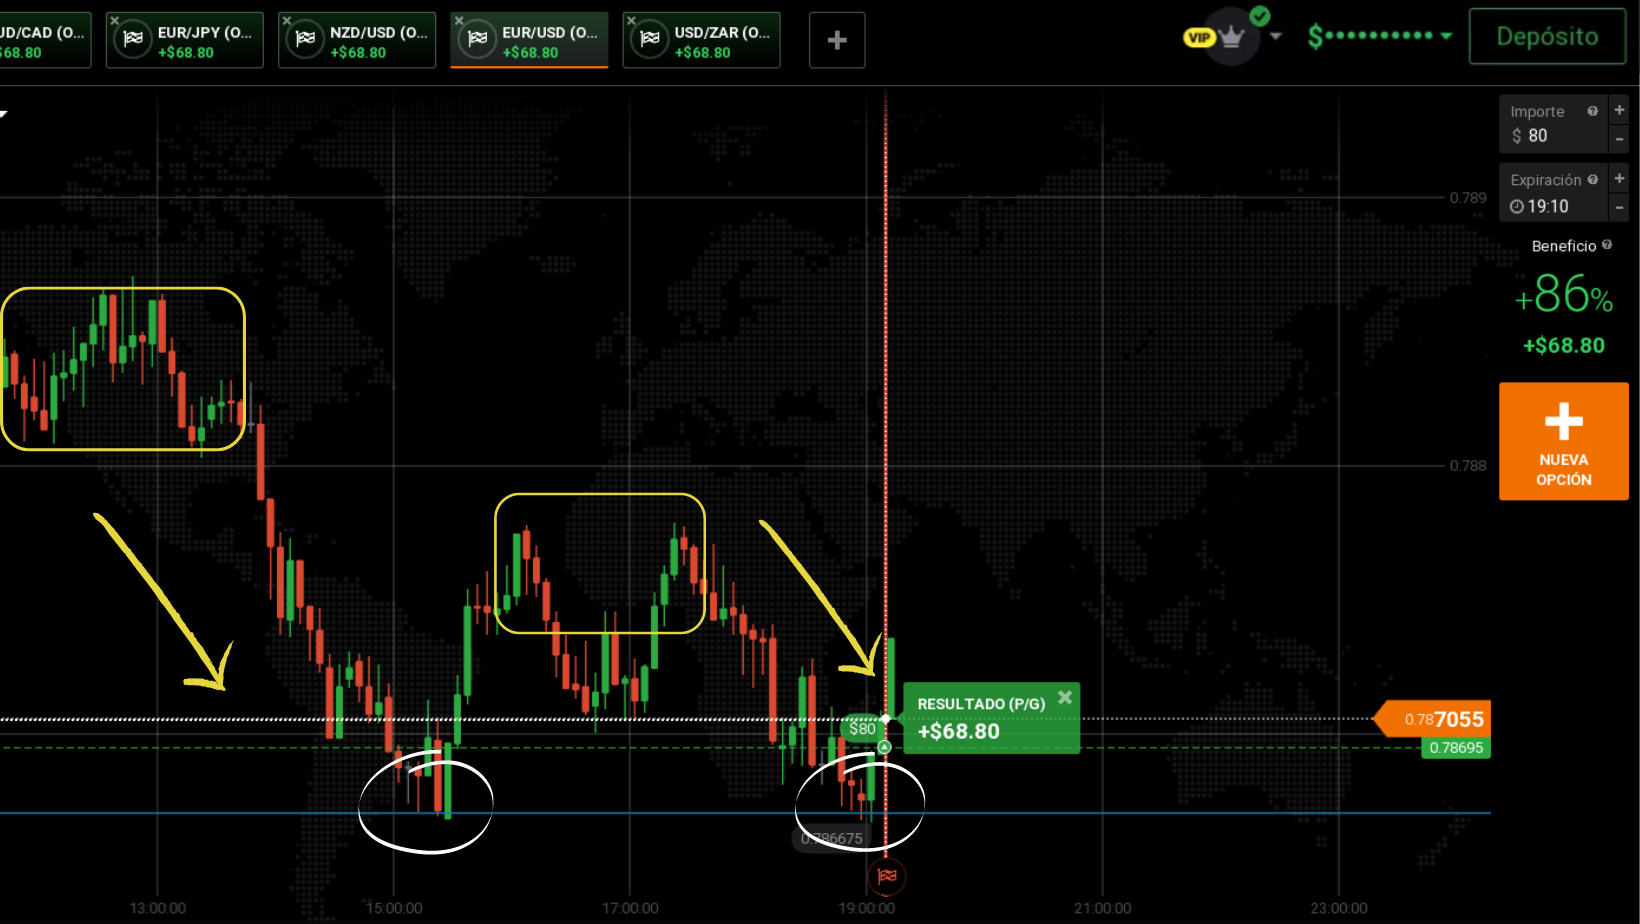 JD/CAD (O...
$68.80
EUR/JPY (O...
+$68.80
NZD/USD (O...
+$68.80
EUR/USD (O...
+$68.80
USD/ZAR (O...
+$68.80
VIP
$••••••••••
Depósito
Importe
$ 80
Expiración
19:10
Beneficio
+86%
+$68.80
NUEVA
OPCIÓN
0.789
0.788
RESULTADO (P/G)
+$68.80
$80
0.787055
0.78695
0.786675
13:00:00
15:00:00
17:00:00
19:00:00
21:00:00
23:00:00